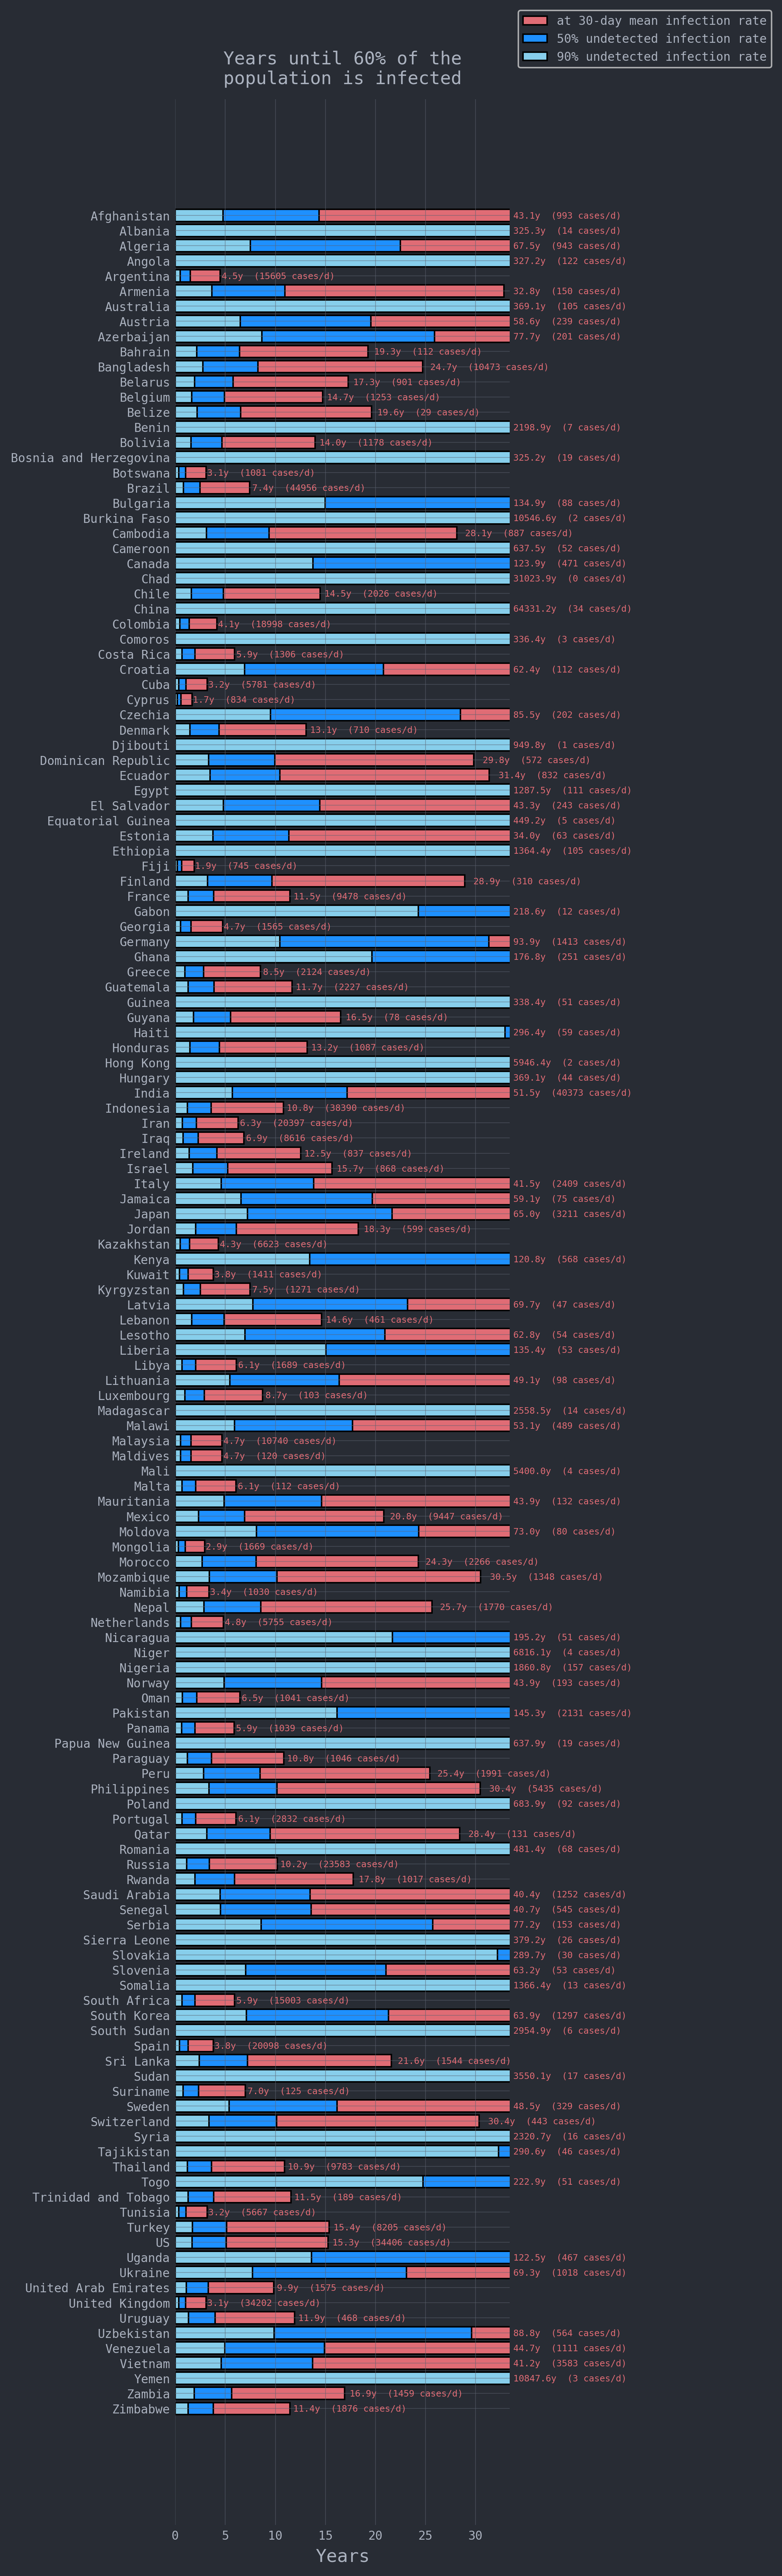 at 30-day mean infection rate
50% undetected infection rate
90% undetected infection rate
Years until 60% of the
population is infected
Afghanistan 43.1y (993 cases/d)
Albania 325.3y (14 cases/d)
Algeria 67.5y (943 cases/d)
Angola 327.2y (122 cases/d)
Argentina 4.5y (15605 cases/d)
Armenia 32.8y (150 cases/d)
Australia 369.1y (105 cases/d)
Austria 58.6y (239 cases/d)
Azerbaijan 77.7y (201 cases/d)
Bahrain 19.3y (112 cases/d)
Bangladesh 24.7y (10473 cases/d)
Belarus 17.3y (901 cases/d)
Belgium 14.7y (1253 cases/d)
Belize 19.6y (29 cases/d)
Benin 2198.9y (7 cases/d)
Bolivia 14.0y (1178 cases/d)
Bosnia and Herzegovina 325.2y (19 cases/d)
Botswana 3.1y (1081 cases/d)
Brazil 7.4y (44956 cases/d)
Bulgaria 134.9y (88 cases/d)
Burkina Faso 10546.6y (2 cases/d)
Cambodia 28.1y (887 cases/d)
Cameroon 637.5y (52 cases/d)
Canada 123.9y (471 cases/d)
Chad 31023.9y (0 cases/d)
Chile 14.5y (2026 cases/d)
China 64331.2y (34 cases/d)
Colombia 4.1y (18998 cases/d)
Comoros 336.4y (3 cases/d)
Costa Rica 5.9y (1306 cases/d)
Croatia 62.4y (112 cases/d)
Cuba 3.2y (5781 cases/d)
Cyprus 1.7y (834 cases/d)
Czechia 85.5y (202 cases/d)
Denmark 13.1y (710 cases/d)
Djibouti 949.8y (1 cases/d)
Dominican Republic 29.8y (572 cases/d)
Ecuador 31.4y (832 cases/d)
Egypt 1287.5y (111 cases/d)
El Salvador 43.3y (243 cases/d)
Equatorial Guinea 449.2y (5 cases/d)
Estonia 34.0y (63 cases/d)
Ethiopia 1364.4y (105 cases/d)
Fiji 1.9y (745 cases/d)
Finland 28.9y (310 cases/d)
France 11.5y (9478 cases/d)
Gabon 218.6y (12 cases/d)
Georgia 4.7y (1565 cases/d)
Germany 93.9y (1413 cases/d)
Ghana 176.8y (251 cases/d)
Greece 8.5y (2124 cases/d)
Guatemala 11.7y (2227 cases/d)
Guinea 338.4y (51 cases/d)
Guyana 16.5y (78 cases/d)
Haiti 296.4y (59 cases/d)
Honduras 13.2y (1087 cases/d)
Hong Kong 5946.4y (2 cases/d)
Hungary 369.1y (44 cases/d)
India 51.5y (40373 cases/d)
Indonesia 10.8y (38390 cases/d)
Iran 6.3y (20397 cases/d)
Iraq 6.9y (8616 cases/d)
Ireland 12.5y (837 cases/d)
Israel 15.7y (868 cases/d)
Italy 41.5y (2409 cases/d)
Jamaica 59.1y (75 cases/d)
Japan 65.0y (3211 cases/d)
Jordan 18.3y (599 cases/d)
Kazakhstan 4.3y (6623 cases/d)
Kenya 120.8y (568 cases/d)
Kuwait 3.8y (1411 cases/d)
Kyrgyzstan 7.5y (1271 cases/d)
Latvia 69.7y (47 cases/d)
Lebanon 14.6y (461 cases/d)
Lesotho 62.8y (54 cases/d)
Liberia 135.4y (53 cases/d)
Libya 6.1y (1689 cases/d)
Lithuania 49.1y (98 cases/d)
Luxembourg 8.7y (103 cases/d)
Madagascar 2558.5y (14 cases/d)
Malawi 53.1y (489 cases/d)
Malaysia 4.7y (10740 cases/d)
Maldives 4.7y (120 cases/d)
Mali 5400.0y (4 cases/d)
Malta 6.1y (112 cases/d)
Mauritania 43.9y (132 cases/d)
Mexico 20.8y (9447 cases/d)
Moldova 73.0y (80 cases/d)
Mongolia 2.9y (1669 cases/d)
Morocco 24.3y (2266 cases/d)
Mozambique 30.5y (1348 cases/d)
Namibia 3.4y (1030 cases/d)
Nepal 25.7y (1770 cases/d)
Netherlands 4.8y (5755 cases/d)
Nicaragua 195.2y (51 cases/d)
Niger 6816.1y (4 cases/d)
Nigeria 1860.8y (157 cases/d)
Norway 43.9y (193 cases/d)
Oman 6.5y (1041 cases/d)
Pakistan 145.3y (2131 cases/d)
Panama 5.9y (1039 cases/d)
Papua New Guinea 637.9y (19 cases/d)
Paraguay 10.8y (1046 cases/d)
Peru 25.4y (1991 cases/d)
Philippines 30.4y (5435 cases/d)
Poland 683.9y (92 cases/d)
Portugal 6.1y (2832 cases/d)
Qatar 28.4y (131 cases/d)
Romania 481.4y (68 cases/d)
Russia 10.2y (23583 cases/d)
Rwanda 17.8y (1017 cases/d)
Saudi Arabia 40.4y (1252 cases/d)
Senegal 40.7y (545 cases/d)
Serbia 77.2y (153 cases/d)
Sierra Leone 379.2y (26 cases/d)
Slovakia 289.7y (30 cases/d)
Slovenia 63.2y (53 cases/d)
Somalia 1366.4y (13 cases/d)
South Africa 5.9y (15003 cases/d)
South Korea 63.9y (1297 cases/d)
South Sudan 2954.9y (6 cases/d)
Spain 3.8y (20098 cases/d)
Sri Lanka 21.6y (1544 cases/d)
Sudan 3550.1y (17 cases/d)
Suriname 7.0y (125 cases/d)
Sweden 48.5y (329 cases/d)
Switzerland 30.4y (443 cases/d)
Syria 2320.7y (16 cases/d)
Tajikistan 290.6y (46 cases/d)
Thailand 10.9y (9783 cases/d)
Togo 222.9y (51 cases/d)
Trinidad and Tobago 11.5y (189 cases/d)
Tunisia 3.2y (5667 cases/d)
Turkey 15.4y (8205 cases/d)
US 15.3y (34406 cases/d)
Uganda 122.5y (467 cases/d)
Ukraine 69.3y (1018 cases/d)
United Arab Emirates 9.9y (1575 cases/d)
United Kingdom 3.1y (34202 cases/d)
Uruguay 11.9y (468 cases/d)
Uzbekistan 88.8y (564 cases/d)
Venezuela 44.7y (1111 cases/d)
Vietnam 41.2y (3583 cases/d)
Yemen 10847.6y (3 cases/d)
Zambia 16.9y (1459 cases/d)
Zimbabwe 11.4y (1876 cases/d)
0 5 10 15 20 25 30
Years